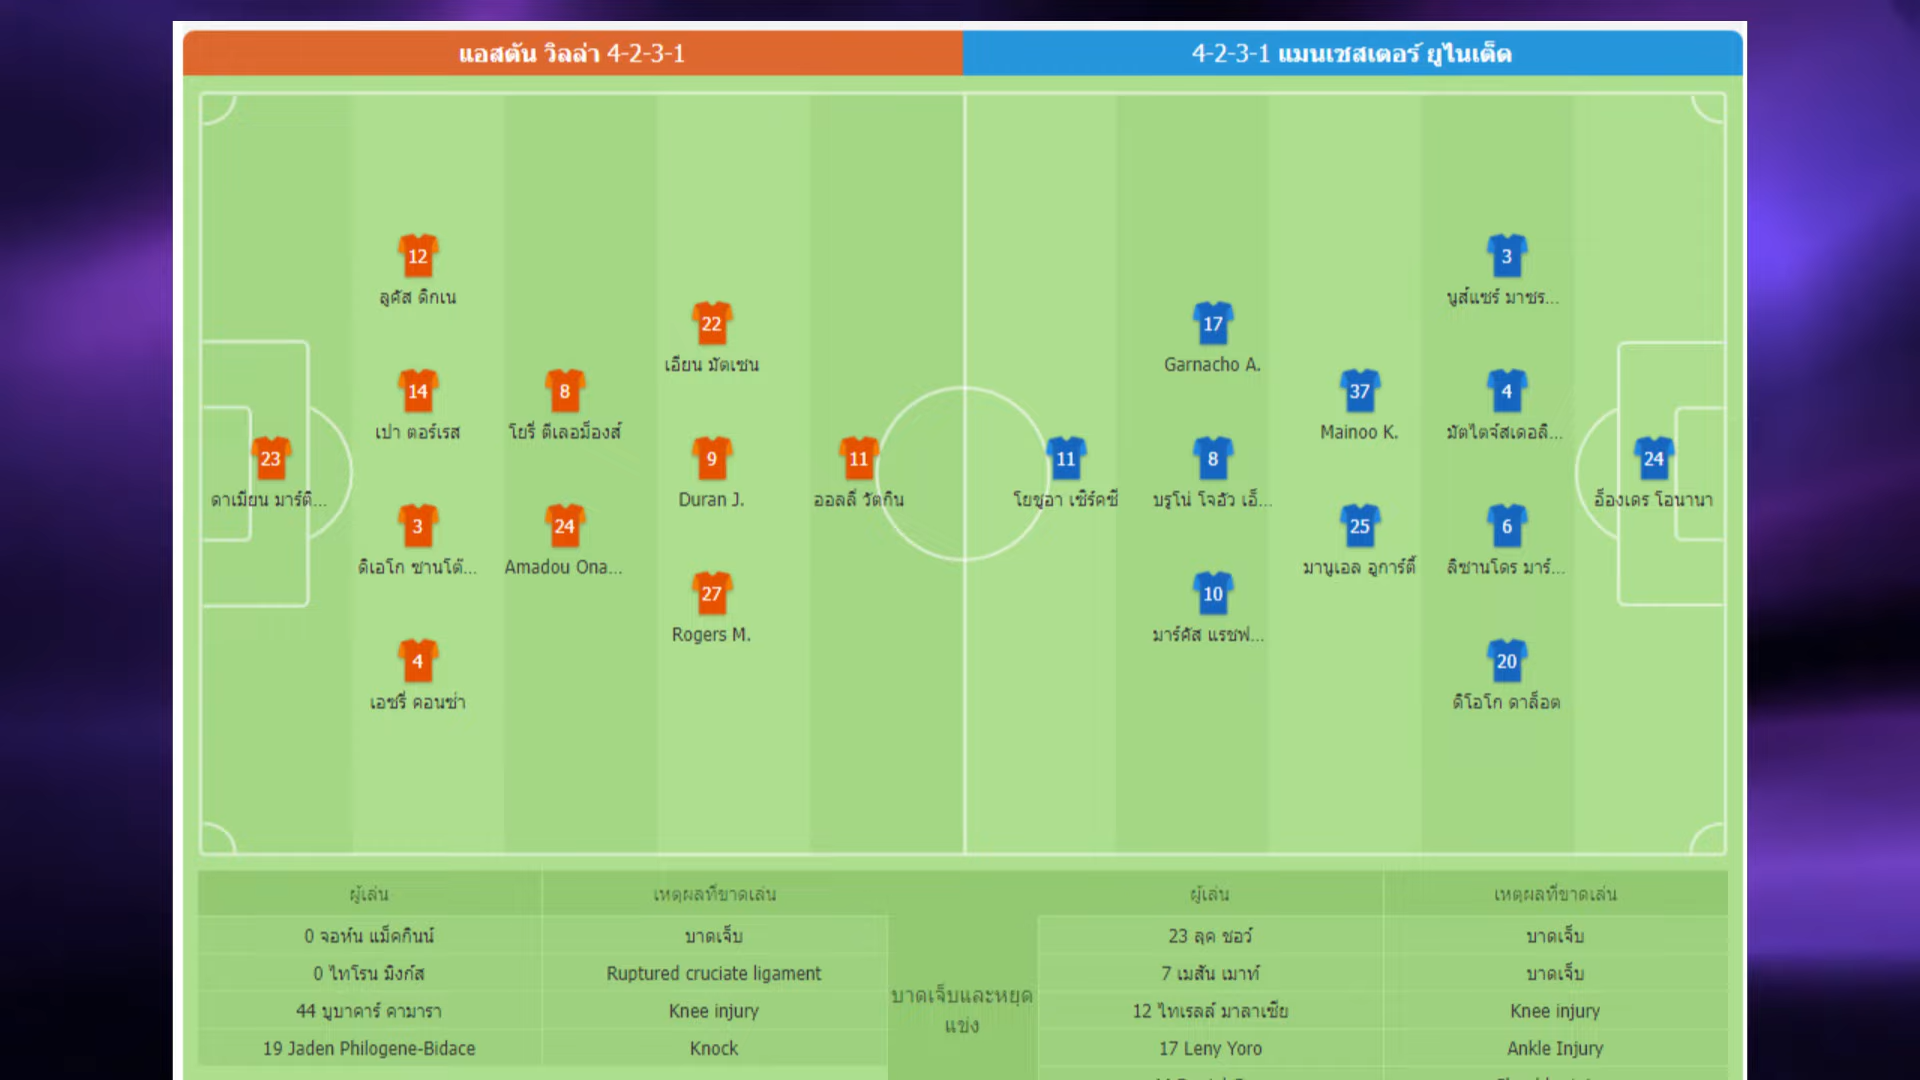 แอสตัน วิลล่า 4-2-3-1
4-2-3-1 แมนเชสเตอร์ ยูไนเต็ด
12
ลูคัส ดิกเน
14
เปา ตอร์เรส
3
ดิเอโก ซานโต๊...
4
เอซรี่ คอนซ่า
23
ดาเมียน มาร์ติ...
8
โยรี่ ตีเลอม็องส์
24
Amadou Ona...
22
เอียน มัตเซน
9
Duran J.
27
Rogers M.
11
ออลลี่ วัตกิน
11
โยชูอา เซิร์คซี
17
Garnacho A.
8
บรูโน่ โจฮัว เอ็...
10
มาร์คัส แรชฟ...
37
Mainoo K.
25
มานูเอล อูการ์ตี้
3
นูส์แซร์ มาซร...
4
มัตไตจ์สเดอลิ...
6
ลิซานโดร มาร์...
20
ดิโอโก ดาล็อต
24
อ็องเดร โอนานา
ผู้เล่น เหตุผลที่ขาดเล่น
0 จอห์น แม็คกินน์ บาดเจ็บ
0 ไทโรน มิงก์ส Ruptured cruciate ligament
44 บูบาคาร์ คามารา Knee injury
19 Jaden Philogene-Bidace Knock
บาดเจ็บและหยุด
แข่ง
ผู้เล่น เหตุผลที่ขาดเล่น
23 ลุค ชอว์ บาดเจ็บ
7 เมสัน เมาท์ บาดเจ็บ
12 ไทเรลล์ มาลาเซีย Knee injury
17 Leny Yoro Ankle Injury